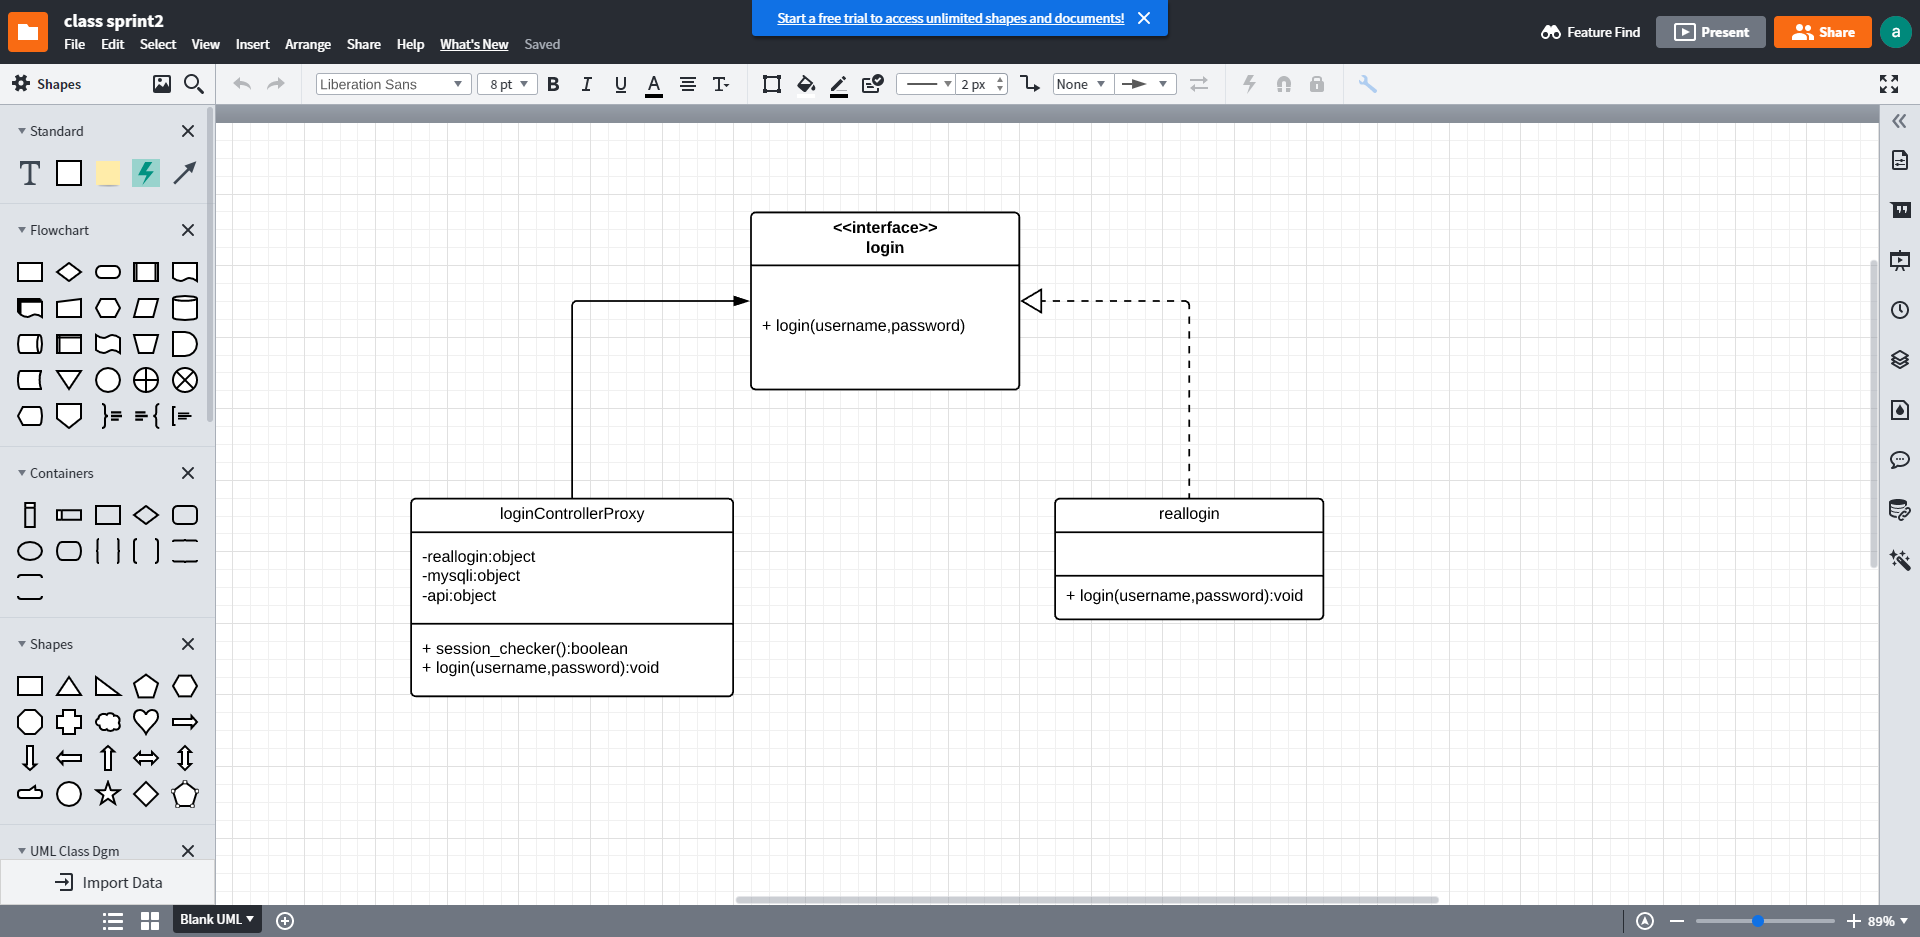 class sprint2
File Edit Select View Insert Arrange Share Help What's New Saved
Start a free trial to access unlimited shapes and documents!
Feature Find
Present
Share
a
Shapes
Liberation Sans
8 pt
B
I
U
A
T
2 px
None
Standard
T
Flowchart
Containers
Shapes
UML Class Dgm
Import Data
<<interface>>
login
+ login(username,password)
loginControllerProxy
-reallogin:object
-mysqli:object
-api:object
+ session_checker():boolean
+ login(username,password):void
reallogin
+ login(username,password):void
Blank UML
89%